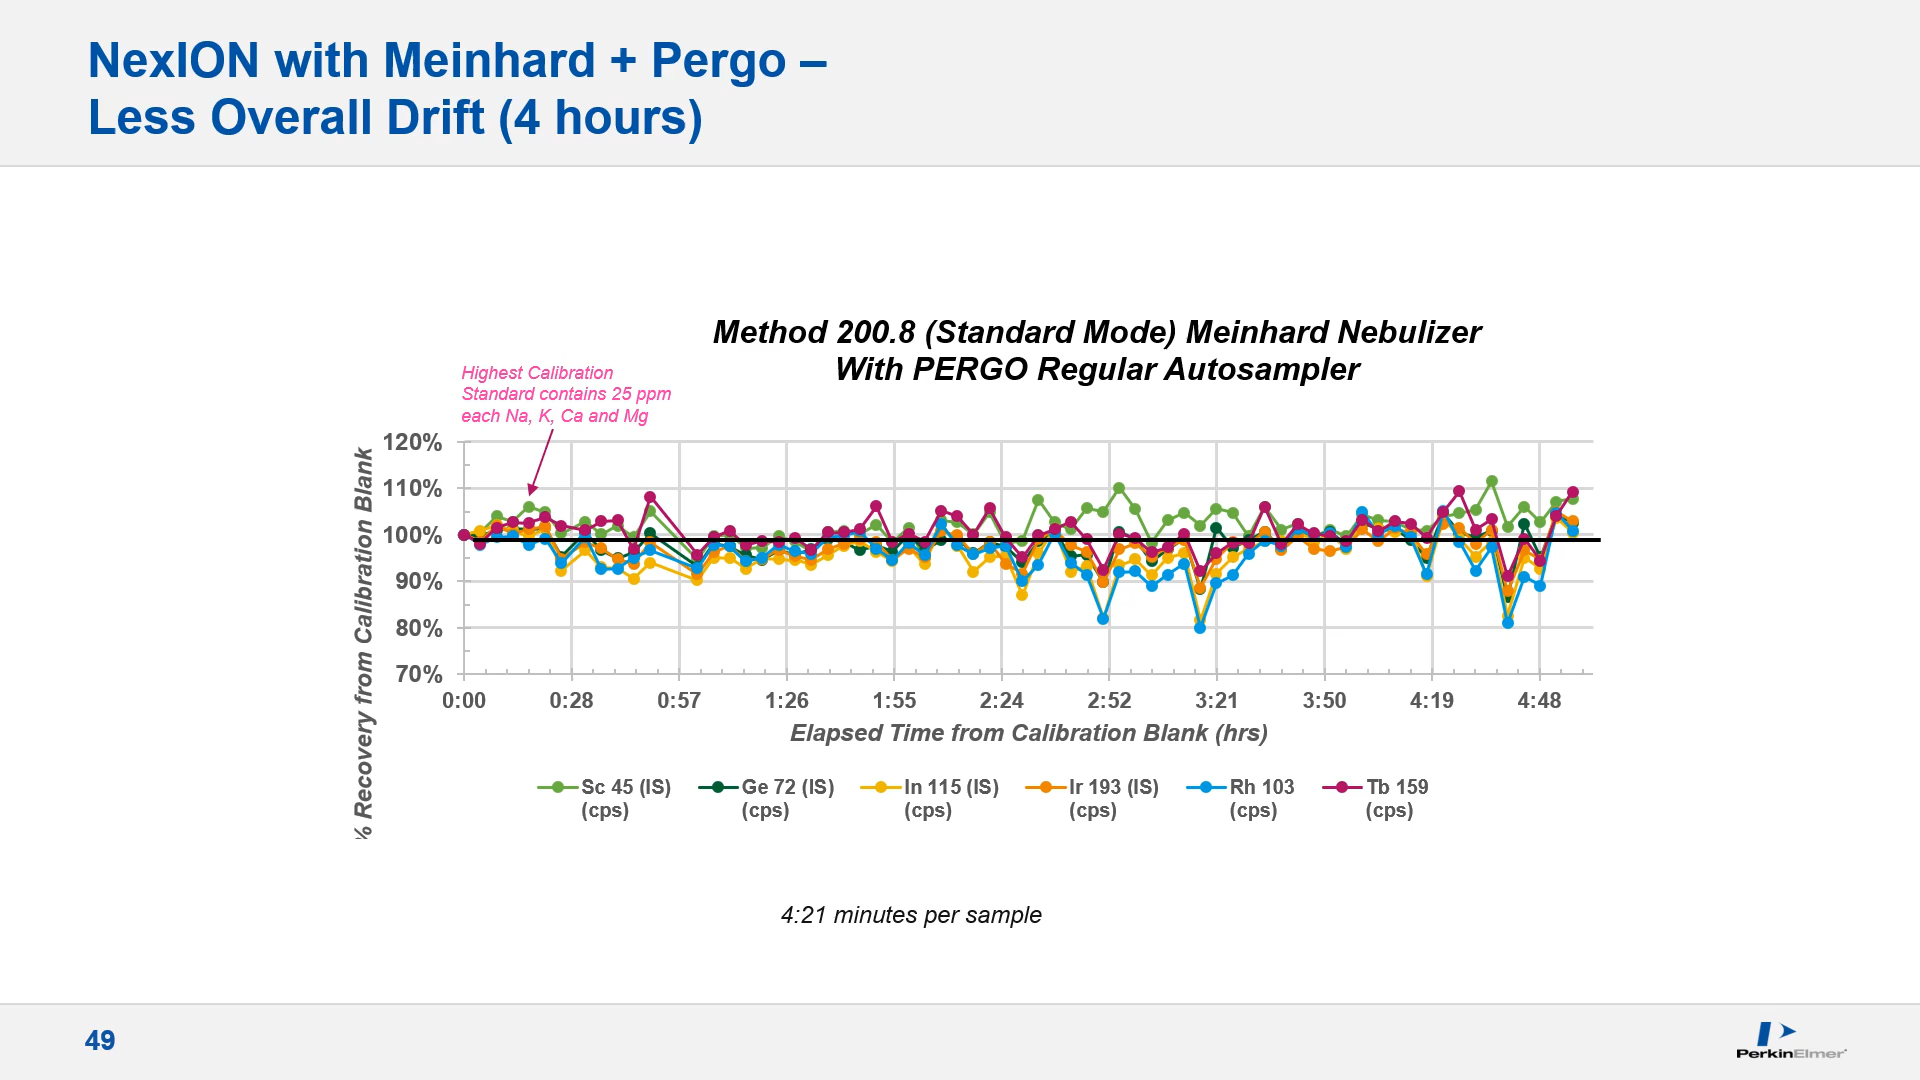 NexION with Meinhard + Pergo –
Less Overall Drift (4 hours)
Method 200.8 (Standard Mode) Meinhard Nebulizer
With PERGO Regular Autosampler
Highest Calibration
Standard contains 25 ppm
each Na, K, Ca and Mg
% Recovery from Calibration Blank
120%
110%
100%
90%
80%
70%
0:00 0:28 0:57 1:26 1:55 2:24 2:52 3:21 3:50 4:19 4:48
Elapsed Time from Calibration Blank (hrs)
Sc 45 (IS) (cps)
Ge 72 (IS) (cps)
In 115 (IS) (cps)
Ir 193 (IS) (cps)
Rh 103 (cps)
Tb 159 (cps)
4:21 minutes per sample
49
PerkinElmer